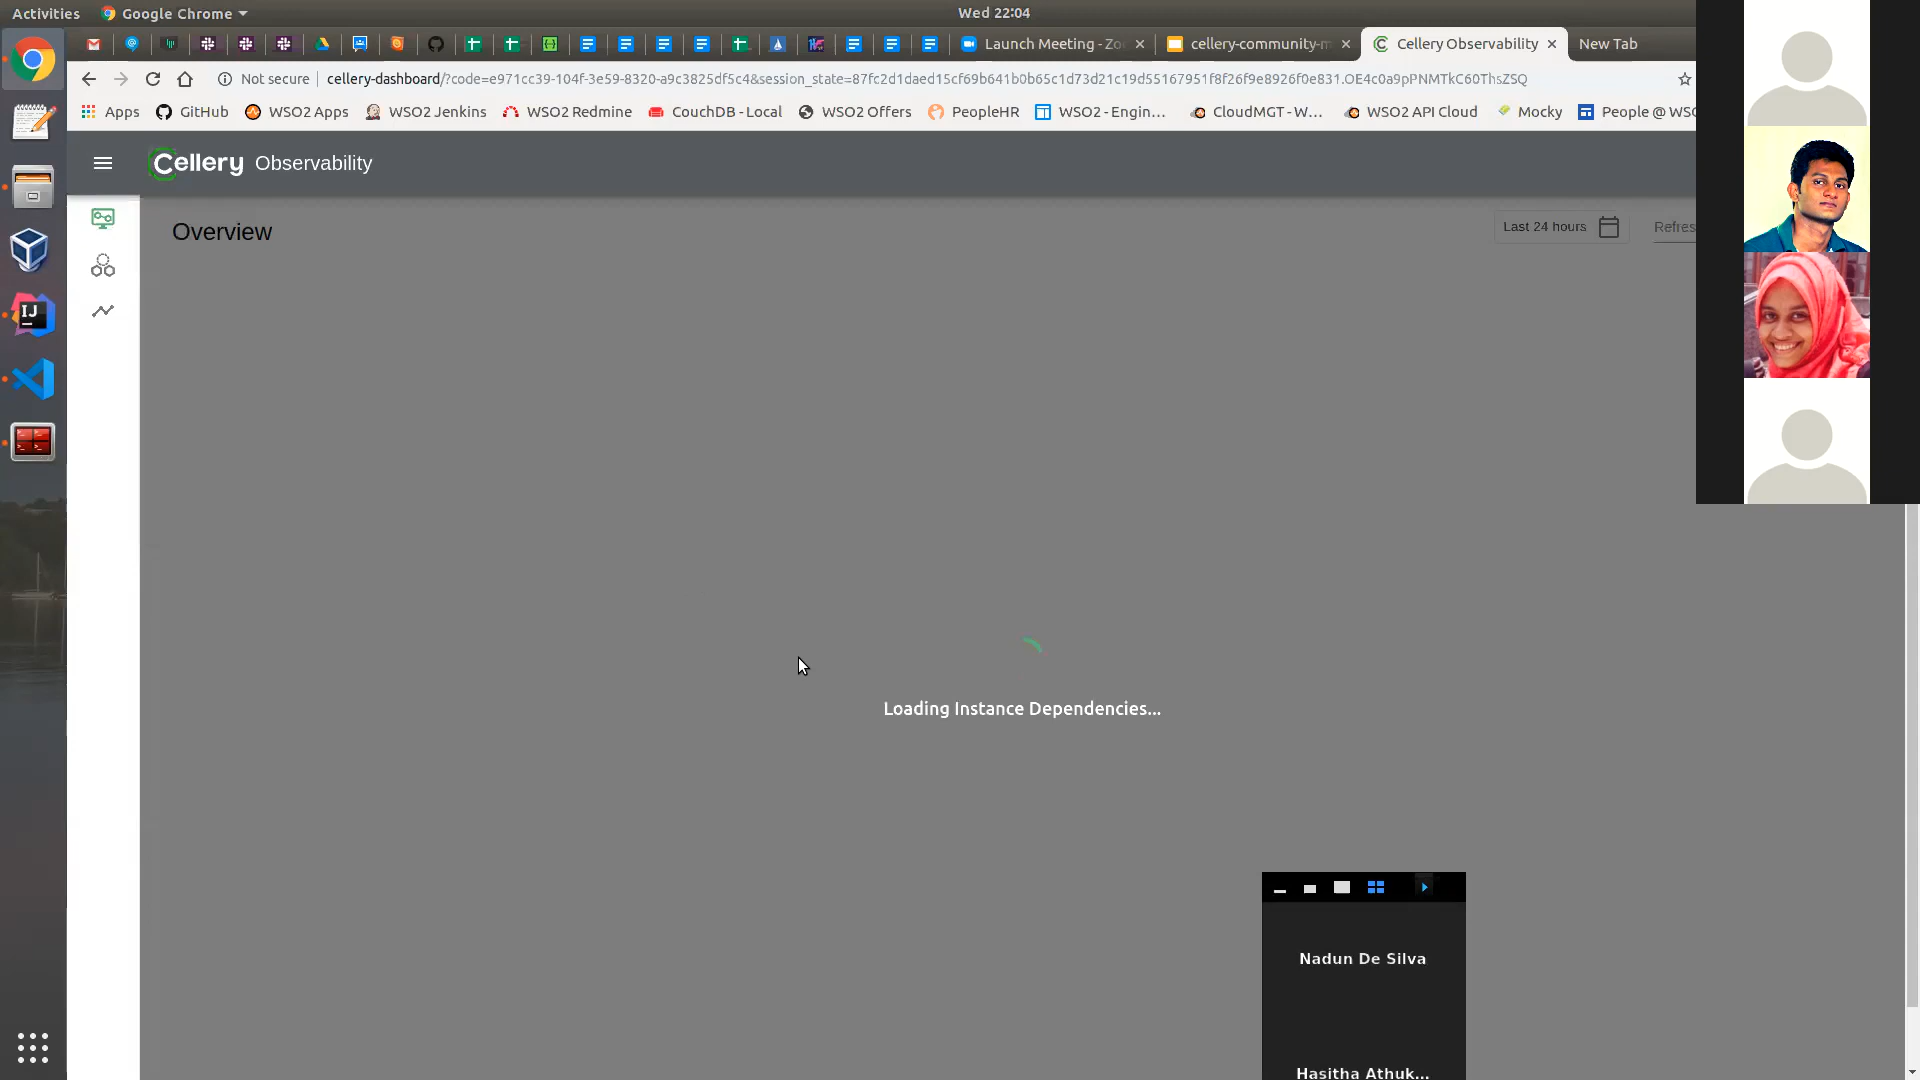 Activities
Google Chrome
Wed 22:04
Launch Meeting - Zo
cellery-community-m
Cellery Observability
New Tab
Not secure
cellery-dashboard/?code=e971cc39-104f-3e59-8320-a9c3825df5c4&session_state=87fc2d1daed15cf69b641b0b65c1d73d21c19d55167951f8f26f9e8926f0e831.OE4c0a9pPNMTkC60ThsZSQ
Apps
GitHub
WSO2 Apps
WSO2 Jenkins
WSO2 Redmine
CouchDB - Local
WSO2 Offers
PeopleHR
WSO2 - Engin...
CloudMGT - W...
WSO2 API Cloud
Mocky
People @ WSO
Cellery Observability
Overview
Last 24 hours
Refres
IJ
Loading Instance Dependencies...
Nadun De Silva
Hasitha Athuk...